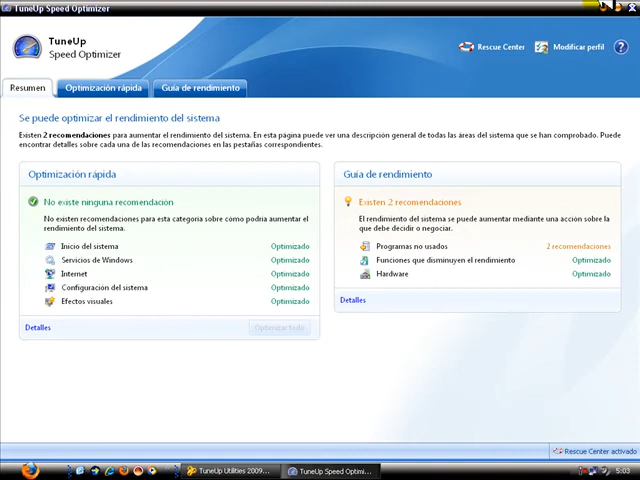 TuneUp Speed Optimizer
TuneUp
Speed Optimizer
Rescue Center
Modificar perfil
?
Resumen
Optimización rápida
Guía de rendimiento
Se puede optimizar el rendimiento del sistema
Existen 2 recomendaciones para aumentar el rendimiento del sistema. En esta página puede ver una descripción general de todas las áreas del sistema que se han comprobado. Puede
encontrar detalles sobre cada una de las recomendaciones en las pestañas correspondientes.
Optimización rápida
No existe ninguna recomendación
No existen recomendaciones para esta categoría sobre cómo podría aumentar el
rendimiento del sistema.
Inicio del sistema Optimizado
Servicios de Windows Optimizado
Internet Optimizado
Configuración del sistema Optimizado
Efectos visuales Optimizado
Detalles
Optimizar todo
Guía de rendimiento
Existen 2 recomendaciones
El rendimiento del sistema se puede aumentar mediante una acción sobre la
que debe decidir o negociar.
Programas no usados 2 recomendaciones
Funciones que disminuyen el rendimiento Optimizado
Hardware Optimizado
Detalles
Rescue Center activado
TuneUp Utilities 2009...
TuneUp Speed Optimi...
5:03